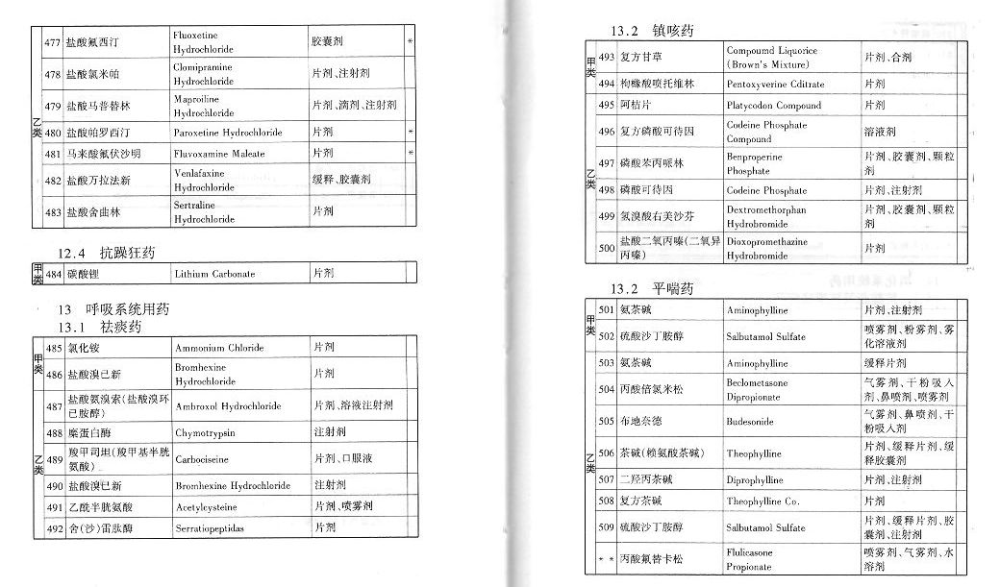 乙类
477 盐酸氟西汀 Fluoxetine 胶囊剂 *
Hydrochloride
478 盐酸氯米帕 Clomipramine 片剂、注射剂
Hydrochloride
479 盐酸马普替林 Maproiline 片剂、滴剂、注射剂
Hydrochloride
480 盐酸帕罗西汀 Paroxetine Hydrochloride 片剂 *
481 马来酸氟伏沙明 Fluvoxamine Maleate 片剂 *
482 盐酸万拉法新 Venlafaxine 缓释、胶囊剂
Hydrochloride
483 盐酸舍曲林 Sertraline 片剂
Hydrochloride
12.4 抗躁狂药
甲类 484 碳酸锂 Lithium Carbonate 片剂
13 呼吸系统用药
13.1 祛痰药
甲类
485 氯化铵 Ammonium Chloride 片剂
486 盐酸溴已新 Bromhexine 片剂
Hydrochloride
乙类
487 盐酸氨溴索(盐酸溴环 Ambroxol Hydrochloride 片剂、溶液注射剂
已胺醇)
488 糜蛋白酶 Chymotrypsin 注射剂
489 羧甲司坦(羧甲基半胱 Carbociseine 片剂、口服液
氨酸)
490 盐酸溴已新 Bromhexine Hydrochloride 注射剂
491 乙酰半胱氨酸 Acetylcysteine 片剂、喷雾剂
492 舍(沙)雷肽酶 Serratiopeptidas 片剂
13.2 镇咳药
甲类
493 复方甘草 Compoumd Liquorice 片剂、合剂
(Brown's Mixture)
494 枸橼酸喷托维林 Pentoxyverine Cditrate 片剂
乙类
495 阿桔片 Platycodon Compound 片剂
496 复方磷酸可待因 Codeine Phosphate 溶液剂
Compound
497 磷酸苯丙哌林 Benproperine 片剂、胶囊剂、颗粒
Phosphate 剂
498 磷酸可待因 Codeine Phosphate 片剂、注射剂
499 氢溴酸右美沙芬 Dextromethorphan 片剂、胶囊剂、颗粒
Hydrobromide 剂
500 盐酸二氧丙嗪(二氧异 Dioxopromethazine 片剂
丙嗪) Hydrobromide
13.2 平喘药
甲类
501 氨茶碱 Aminophylline 片剂、注射剂
502 硫酸沙丁胺醇 Salbutamol Sulfate 喷雾剂、粉雾剂、雾
化溶液剂
乙类
503 氨茶碱 Aminophylline 缓释片剂
504 丙酸倍氯米松 Beclometasone 气雾剂、干粉吸入
Dipropionate 剂、鼻喷剂、喷雾剂
505 布地奈德 Budesonide 气雾剂、鼻喷剂、干
粉吸入剂
506 茶碱(赖氨酸茶碱) Theophylline 片剂、缓释片剂、缓
释胶囊剂
507 二羟丙茶碱 Diprophylline 片剂、注射剂
508 复方茶碱 Theophylline Co. 片剂
509 硫酸沙丁胺醇 Salbutamol Sulfate 片剂、缓释片剂、胶
囊剂、注射剂
* * 丙酸氟替卡松 Flulicasone 喷雾剂、气雾剂、水
Propionate 溶剂